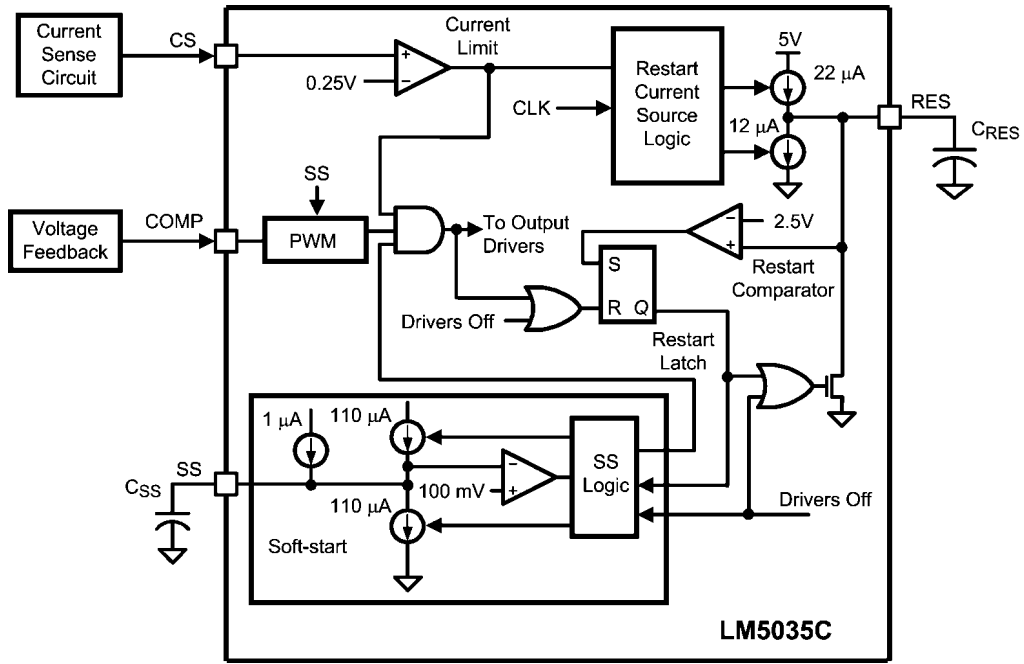 Current
Sense
Circuit
CS
Current
Limit
+
−
0.25V
CLK
Restart
Current
Source
Logic
5V
22 µA
12 µA
RES
CRES
SS
Voltage
Feedback
COMP
PWM
To Output
Drivers
−
2.5V
+
Restart
Comparator
S
R Q
Drivers Off
Restart
Latch
1 µA
110 µA
SS
CSS
−
100 mV
+
SS
Logic
110 µA
Soft-start
Drivers Off
LM5035C